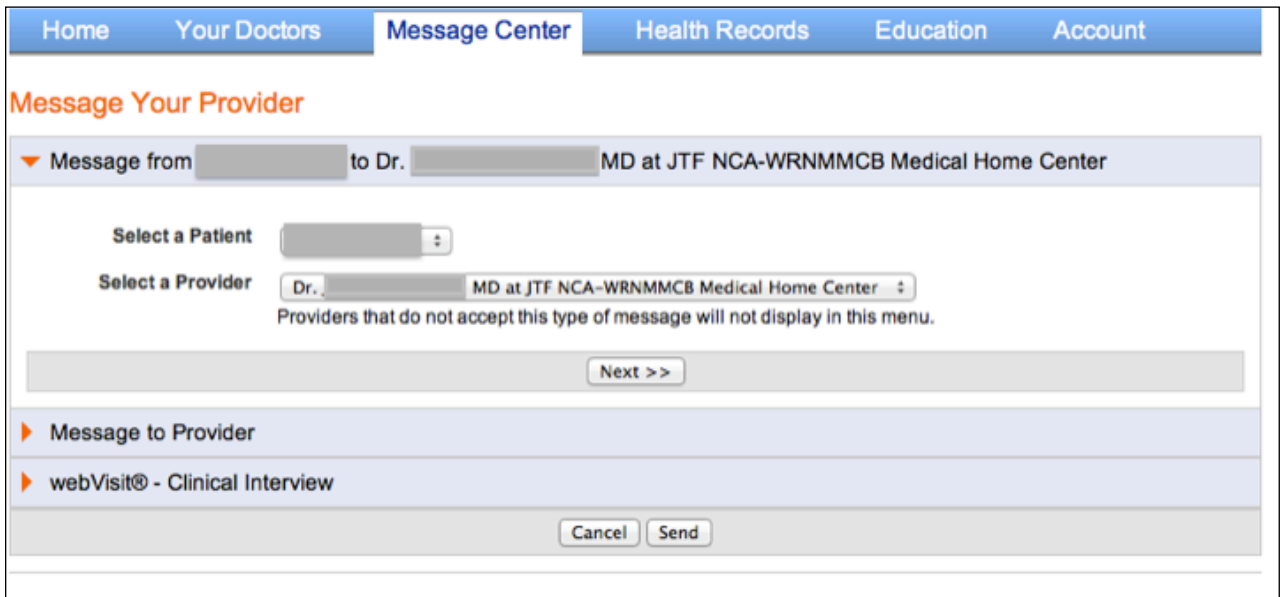 Home Your Doctors Message Center Health Records Education Account
Message Your Provider
Message from to Dr. MD at JTF NCA-WRNMMCB Medical Home Center
Select a Patient
Select a Provider Dr. MD at JTF NCA-WRNMMCB Medical Home Center
Providers that do not accept this type of message will not display in this menu.
Next >>
Message to Provider
webVisit® - Clinical Interview
Cancel Send